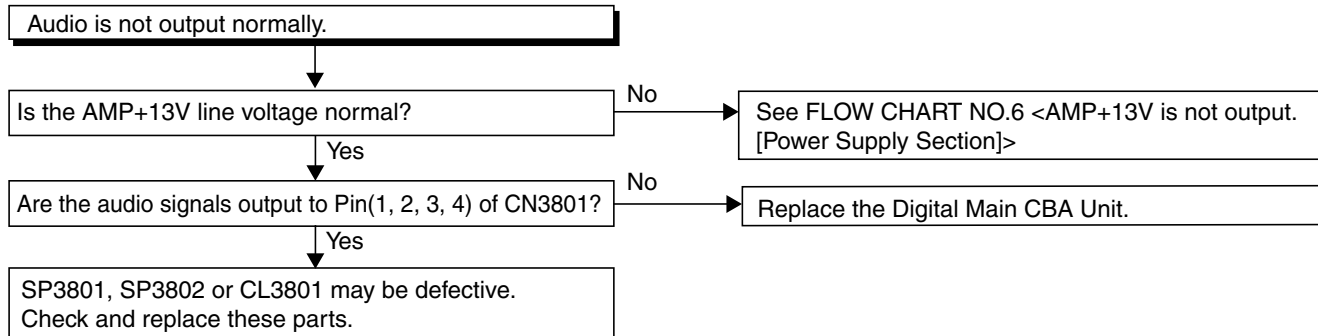 Audio is not output normally.
Is the AMP+13V line voltage normal?
No
See FLOW CHART NO.6 <AMP+13V is not output.
[Power Supply Section]>
Yes
Are the audio signals output to Pin(1, 2, 3, 4) of CN3801?
No
Replace the Digital Main CBA Unit.
Yes
SP3801, SP3802 or CL3801 may be defective.
Check and replace these parts.